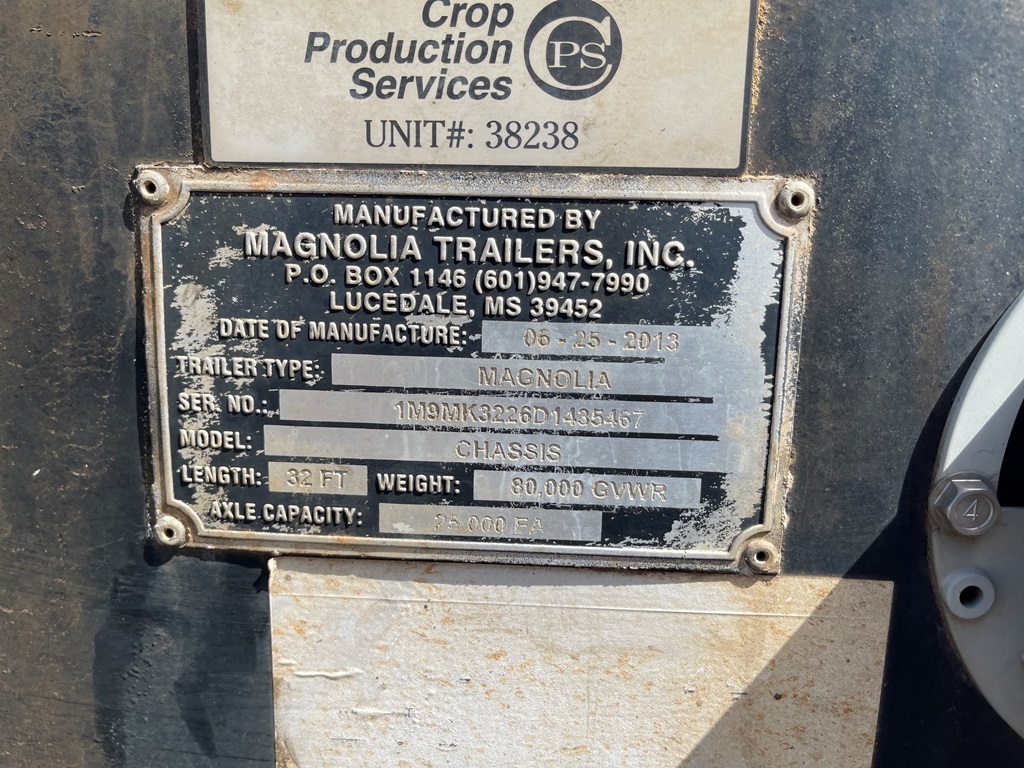 Crop
Production
Services
CPS
UNIT#: 38238
MANUFACTURED BY
MAGNOLIA TRAILERS, INC.
P.O. BOX 1146 (601)947-7990
LUCEDALE, MS 39452
DATE OF MANUFACTURE: 06 - 25 - 2013
TRAILER TYPE: MAGNOLIA
SER. NO.: 1M9MK3226D1435467
MODEL: CHASSIS
LENGTH: 32 FT WEIGHT: 80,000 GVWR
AXLE CAPACITY: 25,000 EA
4